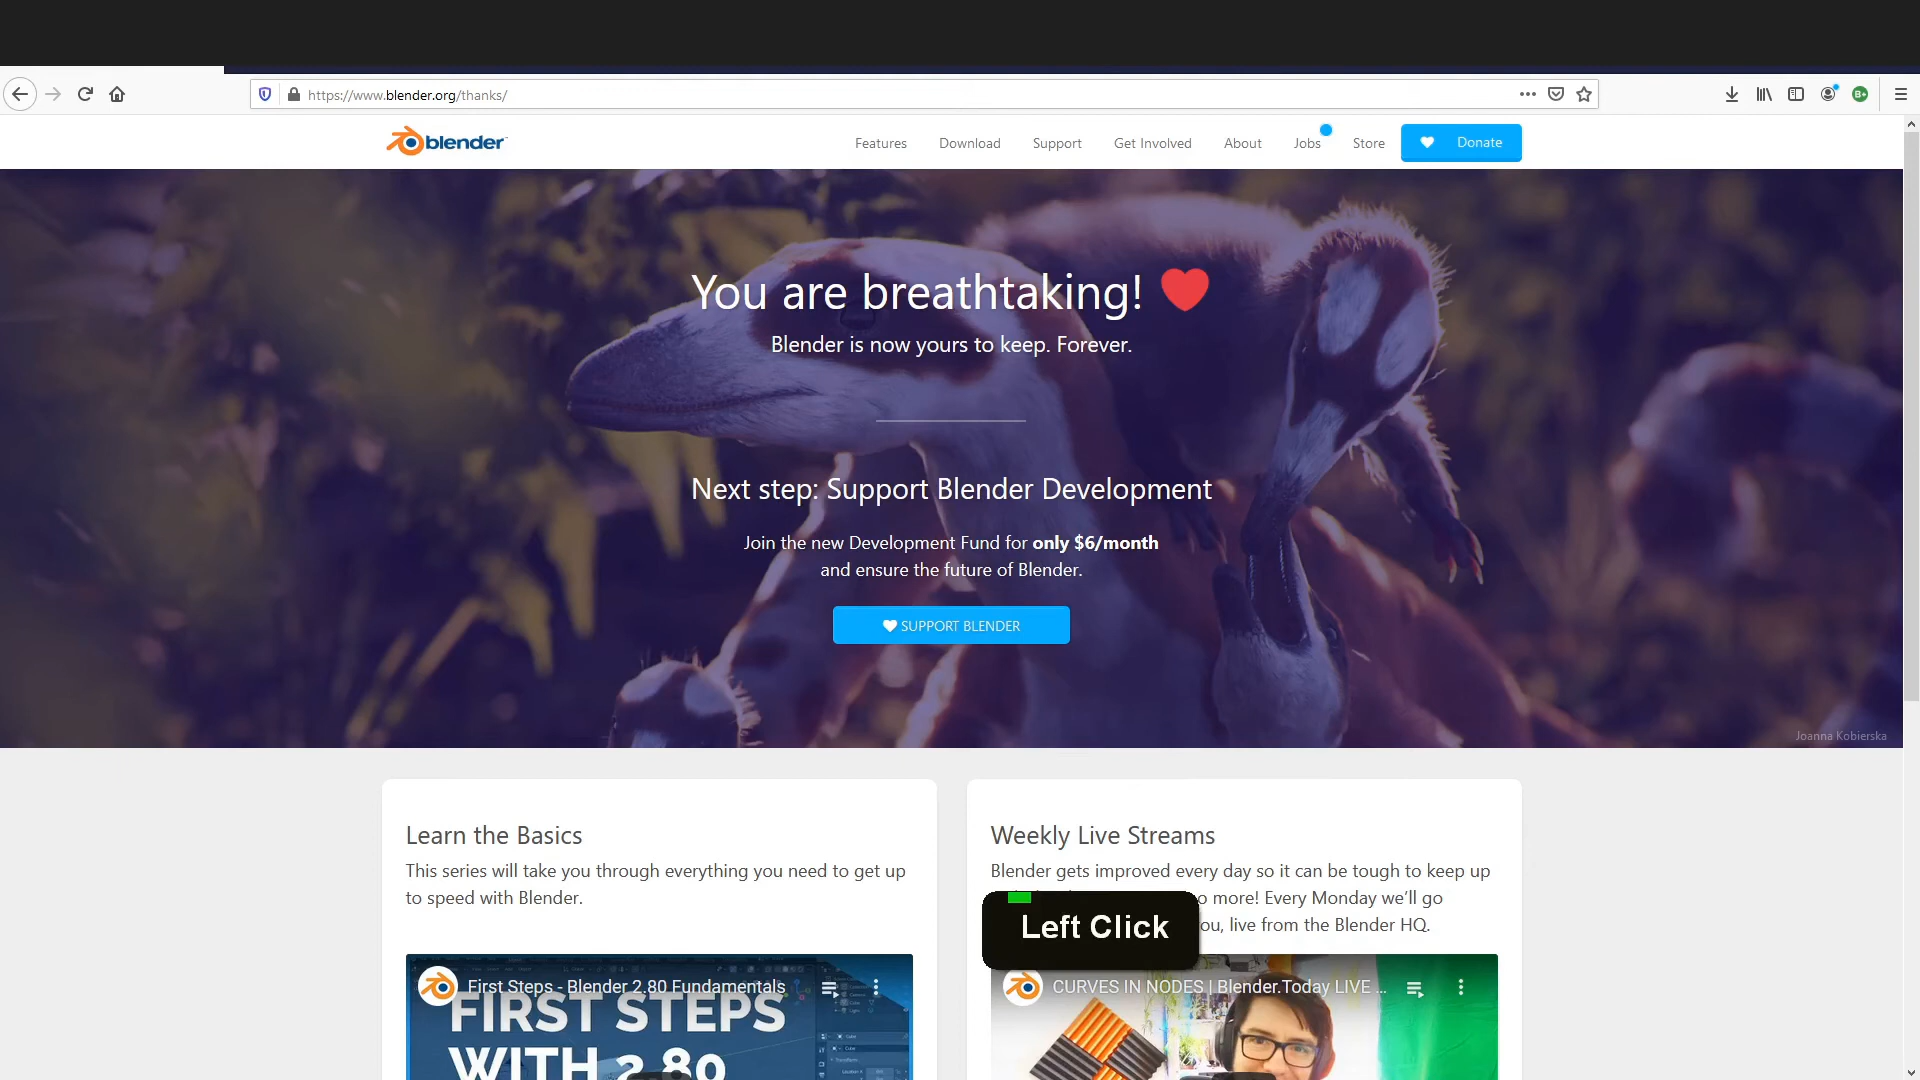 https://www.blender.org/thanks/
blender
Features
Download
Support
Get Involved
About
Jobs
Store
Donate
You are breathtaking!
Blender is now yours to keep. Forever.
Next step: Support Blender Development
Join the new Development Fund for only $6/month
and ensure the future of Blender.
SUPPORT BLENDER
Joanna Kobierska
Learn the Basics
This series will take you through everything you need to get up
to speed with Blender.
First Steps - Blender 2.80 Fundamentals
FIRST STEPS
WITH 2.80
Weekly Live Streams
Blender gets improved every day so it can be tough to keep up
o more! Every Monday we'll go
ou, live from the Blender HQ.
Left Click
CURVES IN NODES | Blender.Today LIVE ...